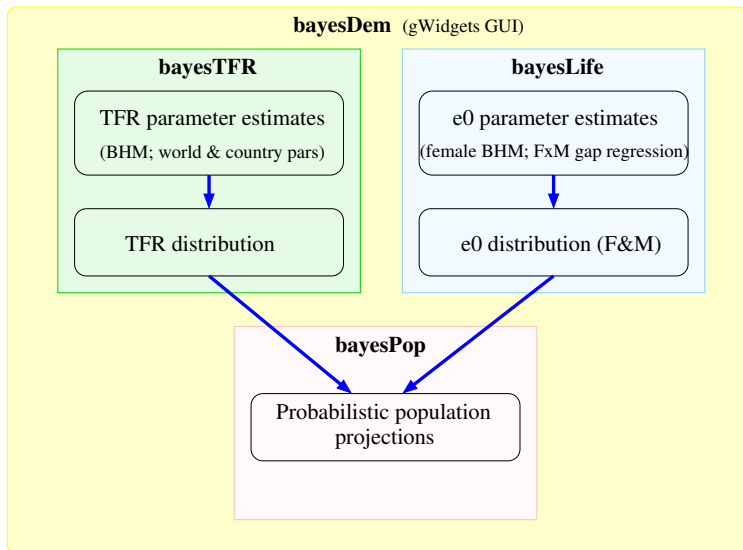 bayesDem (gWidgets GUI)
bayesTFR
TFR parameter estimates
(BHM; world & country pars)
TFR distribution
bayesLife
e0 parameter estimates
(female BHM; FxM gap regression)
e0 distribution (F&M)
bayesPop
Probabilistic population
projections